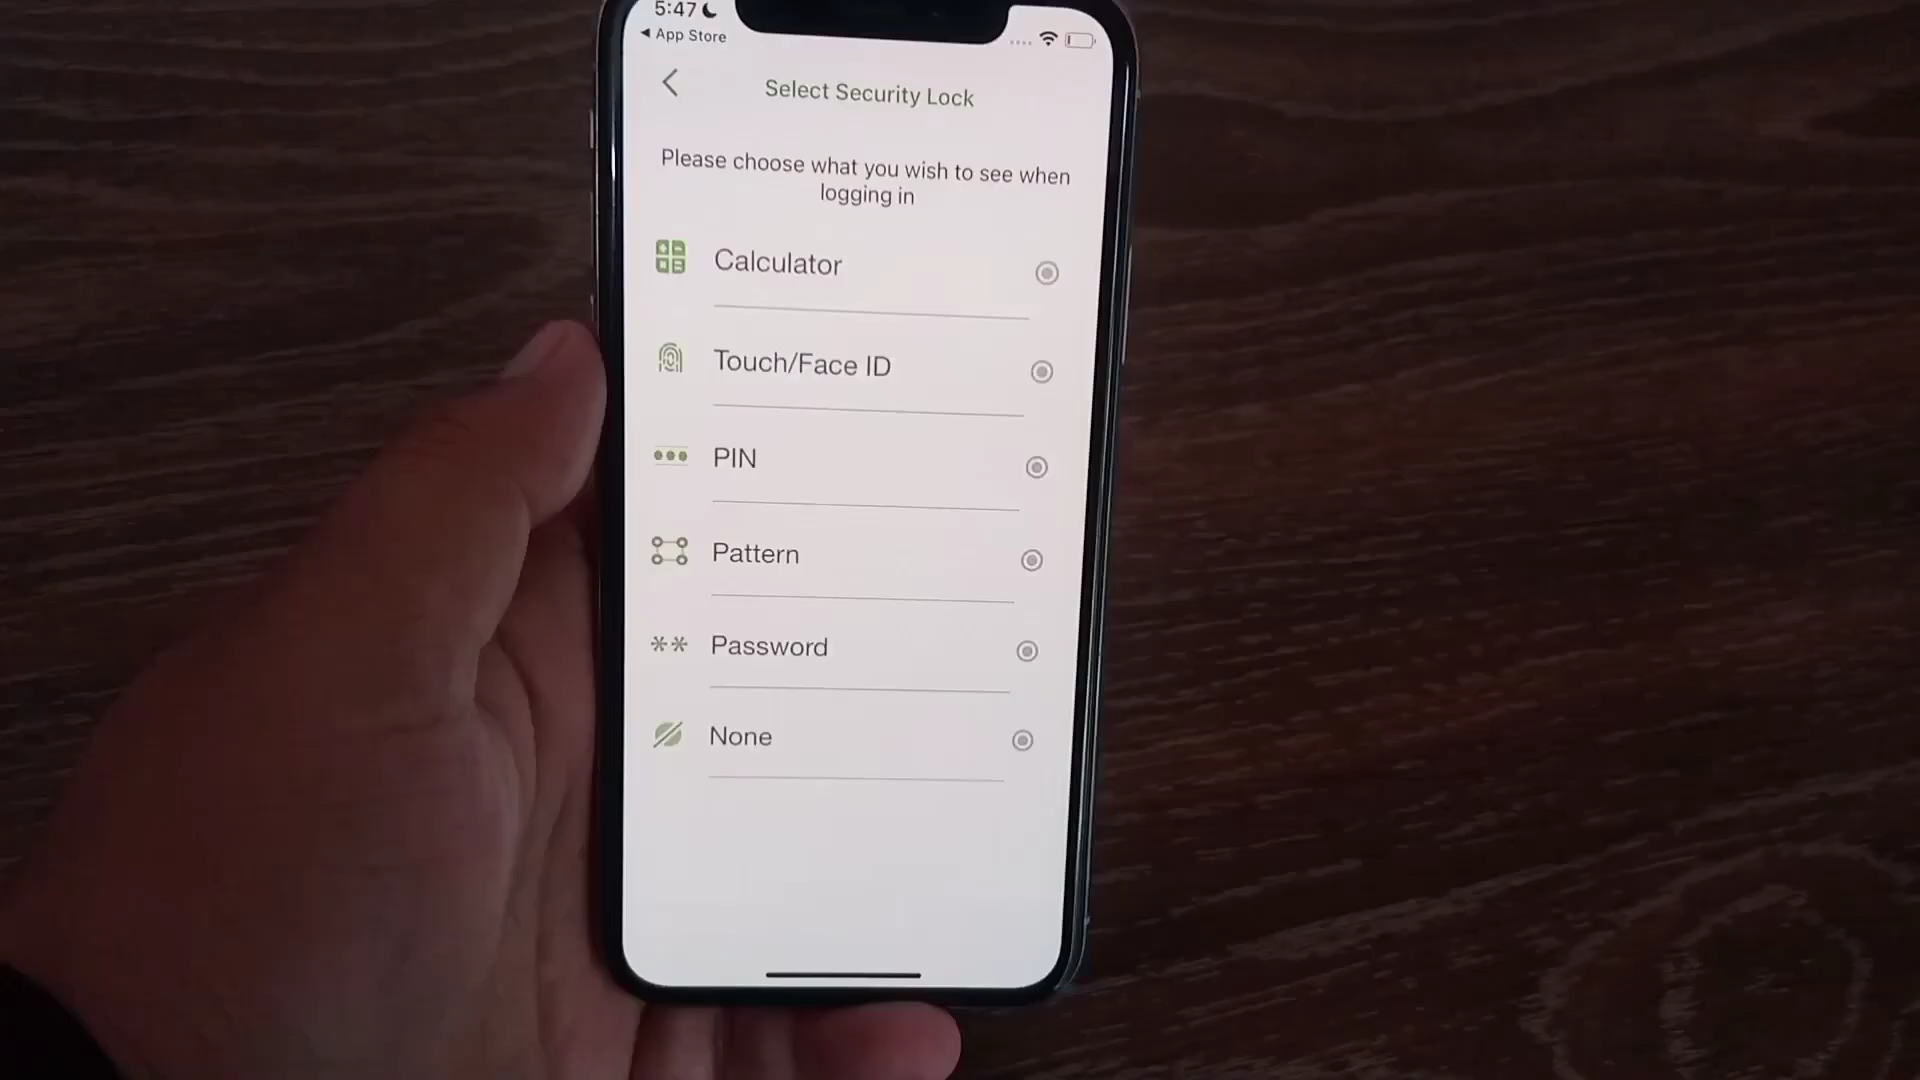 5:47
◀ App Store
Select Security Lock
Please choose what you wish to see when
logging in
Calculator
Touch/Face ID
PIN
Pattern
Password
None